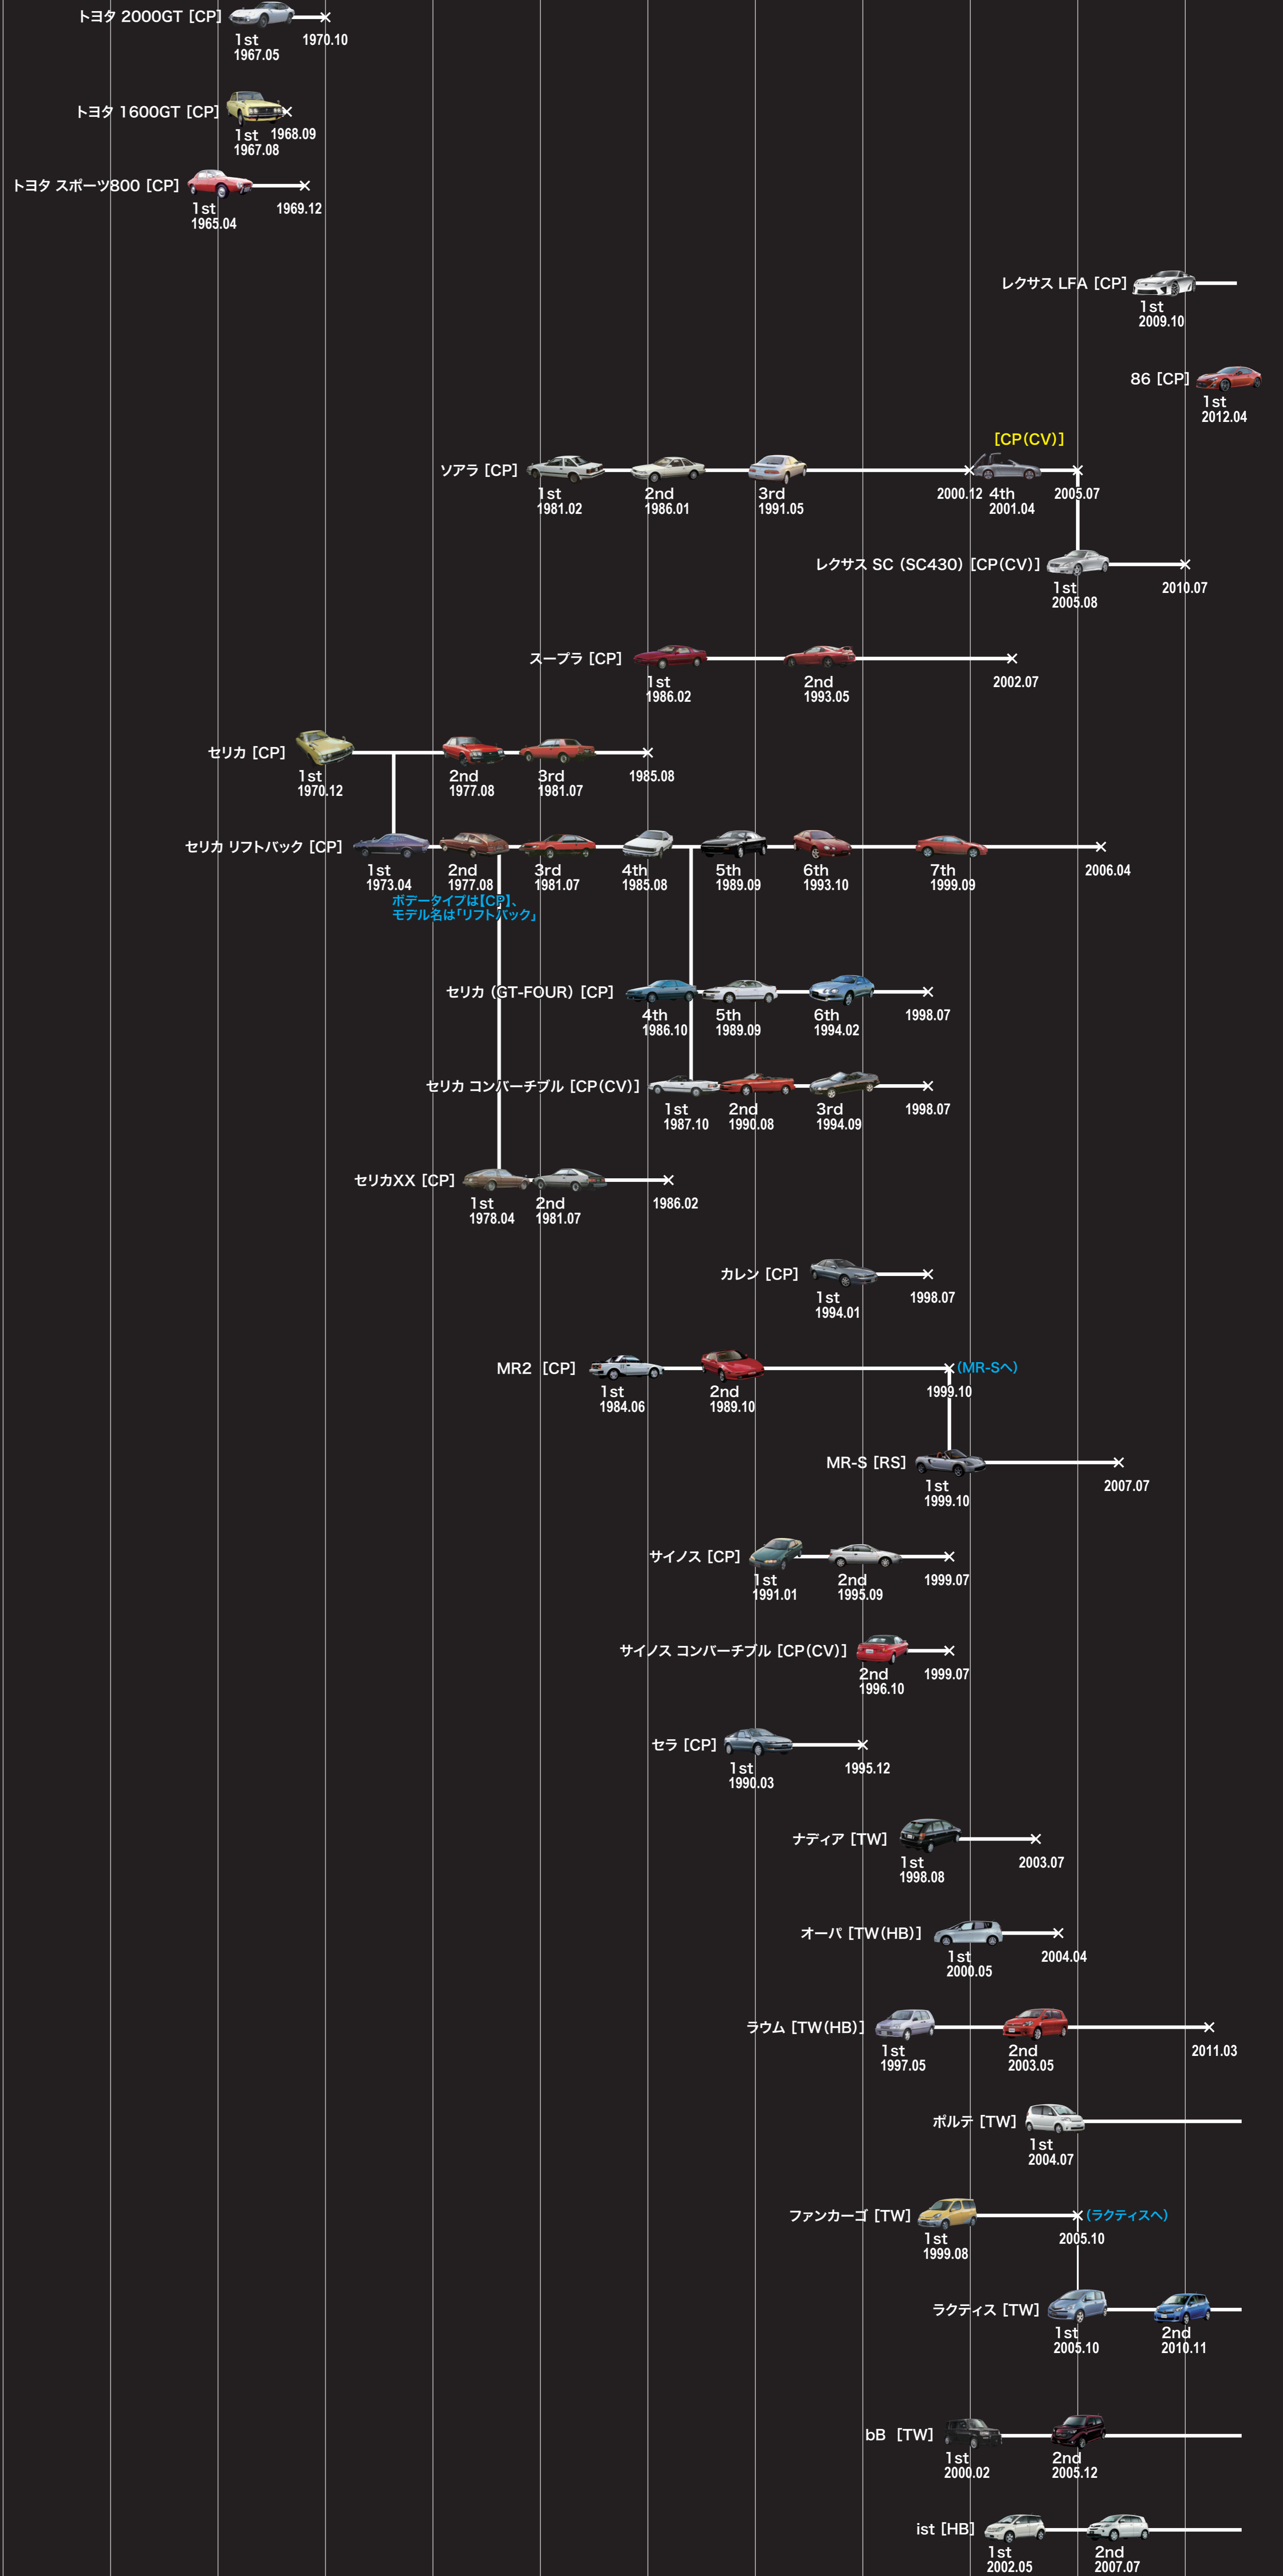 トヨタ 2000GT [CP]
1st
1967.05
1970.10
トヨタ 1600GT [CP]
1st
1967.08
1968.09
トヨタ スポーツ800 [CP]
1st
1965.04
1969.12
レクサス LFA [CP]
1st
2009.10
86 [CP]
1st
2012.04
[CP(CV)]
ソアラ [CP]
1st
1981.02
2nd
1986.01
3rd
1991.05
2000.12
4th
2001.04
2005.07
レクサス SC (SC430) [CP(CV)]
1st
2005.08
2010.07
スープラ [CP]
1st
1986.02
2nd
1993.05
2002.07
セリカ [CP]
1st
1970.12
2nd
1977.08
3rd
1981.07
1985.08
セリカ リフトバック [CP]
1st
1973.04
2nd
1977.08
3rd
1981.07
4th
1985.08
5th
1989.09
6th
1993.10
7th
1999.09
2006.04
ボデータイプは【CP】、
モデル名は「リフトバック」
セリカ (GT-FOUR) [CP]
4th
1986.10
5th
1989.09
6th
1994.02
1998.07
セリカ コンバーチブル [CP(CV)]
1st
1987.10
2nd
1990.08
3rd
1994.09
1998.07
セリカXX [CP]
1st
1978.04
2nd
1981.07
1986.02
カレン [CP]
1st
1994.01
1998.07
MR2 [CP]
1st
1984.06
2nd
1989.10
1999.10
(MR-Sへ)
MR-S [RS]
1st
1999.10
2007.07
サイノス [CP]
1st
1991.01
2nd
1995.09
1999.07
サイノス コンバーチブル [CP(CV)]
2nd
1996.10
1999.07
セラ [CP]
1st
1990.03
1995.12
ナディア [TW]
1st
1998.08
2003.07
オーパ [TW(HB)]
1st
2000.05
2004.04
ラウム [TW(HB)]
1st
1997.05
2nd
2003.05
2011.03
ポルテ [TW]
1st
2004.07
ファンカーゴ [TW]
1st
1999.08
2005.10
(ラクティスへ)
ラクティス [TW]
1st
2005.10
2nd
2010.11
bB [TW]
1st
2000.02
2nd
2005.12
ist [HB]
1st
2002.05
2nd
2007.07